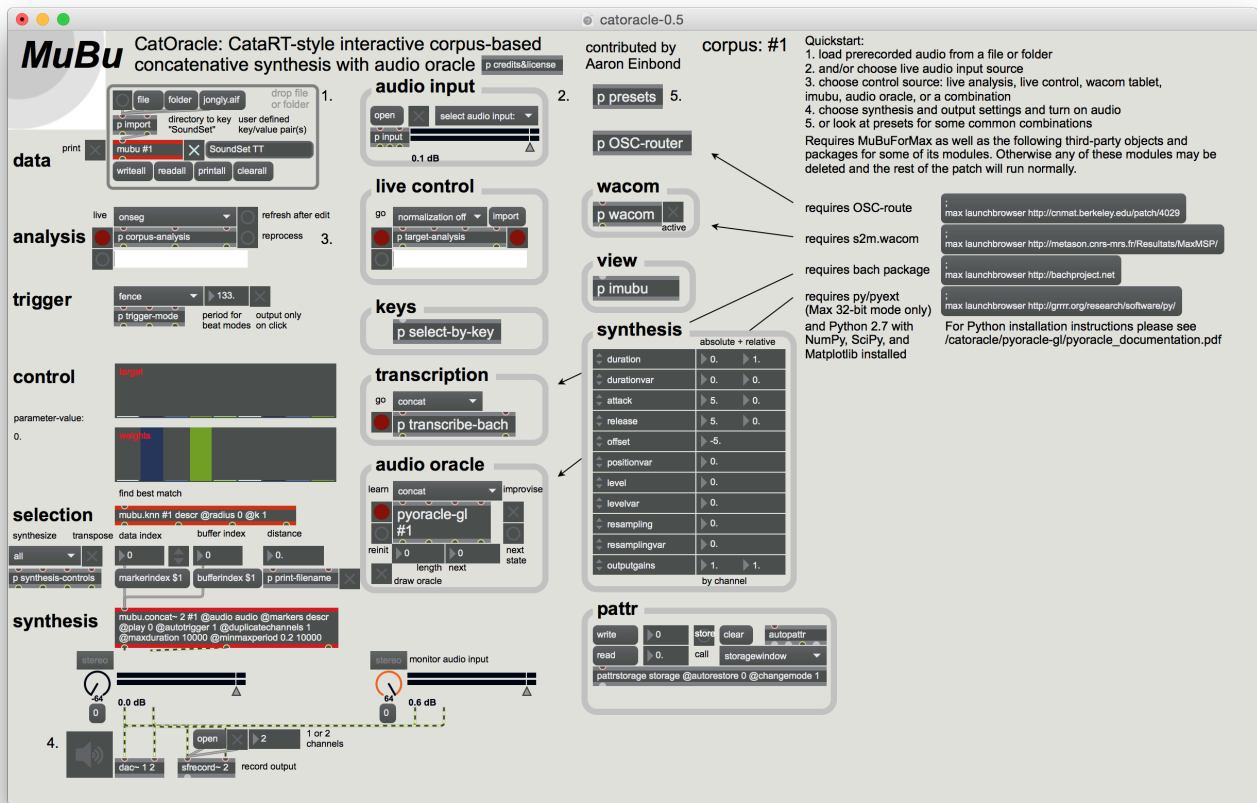 catoracle-0.5
MuBu
CatOracle: CataRT-style interactive corpus-based
concatenative synthesis with audio oracle
p credits&license
contributed by
Aaron Einbond
corpus: #1
Quickstart:
1. load prerecorded audio from a file or folder
2. and/or choose live audio input source
3. choose control source: live analysis, live control, wacom tablet,
imubu, audio oracle, or a combination
4. choose synthesis and output settings and turn on audio
5. or look at presets for some common combinations
Requires MuBuForMax as well as the following third-party objects and
packages for some of its modules. Otherwise any of these modules may be
deleted and the rest of the patch will run normally.
file
folder
jongly.aif
drop file
or folder
1.
p import
directory to key
"SoundSet"
user defined
key/value pair(s)
data
print
mubu #1
SoundSet TT
writeall
readall
printall
clearall
analysis
live
onseg
refresh after edit
p corpus-analysis
reprocess
3.
trigger
fence
133.
p trigger-mode
period for
beat modes
output only
on click
control
target
parameter-value:
0.
weights
find best match
selection
mubu.knn #1 descr @radius 0 @k 1
synthesize
transpose
data index
buffer index
distance
all
0
0
0.
p synthesis-controls
markerindex $1
bufferindex $1
p print-filename
synthesis
mubu.concat~ 2 #1 @audio audio @markers descr
@play 0 @autotrigger 1 @duplicatechannels 1
@maxduration 10000 @minmaxperiod 0.2 10000
stereo
-64
0.0 dB
0
stereo
monitor audio input
64
0.6 dB
0
4.
open
2
1 or 2
channels
dac~ 1 2
sfrecord~ 2
record output
audio input
2.
open
select audio input:
p input
0.1 dB
live control
go
normalization off
import
p target-analysis
keys
p select-by-key
transcription
go
concat
p transcribe-bach
audio oracle
learn
concat
improvise
pyoracle-gl
#1
reinit
0
0
next
state
length
next
draw oracle
p presets
5.
p OSC-router
wacom
p wacom
active
view
p imubu
synthesis
absolute + relative
duration
0.
1.
durationvar
0.
0.
attack
5.
0.
release
5.
0.
offset
-5.
positionvar
0.
level
0.
levelvar
0.
resampling
0.
resamplingvar
0.
outputgains
1.
1.
by channel
pattr
write
0
store
clear
autopattr
read
0.
call
storagewindow
pattrstorage storage @autorestore 0 @changemode 1
requires OSC-route
;
max launchbrowser http://cnmat.berkeley.edu/patch/4029
requires s2m.wacom
;
max launchbrowser http://metason.cnrs-mrs.fr/Resultats/MaxMSP/
requires bach package
;
max launchbrowser http://bachproject.net
requires py/pyext
(Max 32-bit mode only)
;
max launchbrowser http://grrrr.org/research/software/py/
and Python 2.7 with
NumPy, SciPy, and
Matplotlib installed
For Python installation instructions please see
/catoracle/pyoracle-gl/pyoracle_documentation.pdf